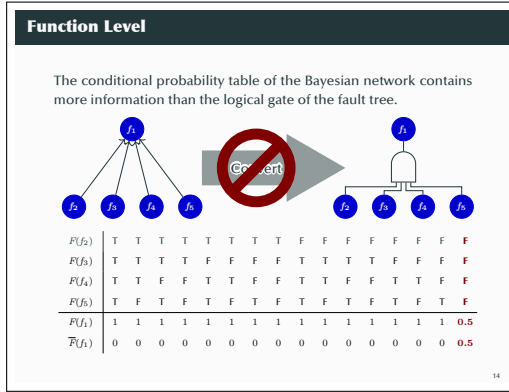 Function Level
The conditional probability table of the Bayesian network contains
more information than the logical gate of the fault tree.
f₁ Convert f₁
f₂ f₃ f₄ f₅ f₂ f₃ f₄ f₅
F(f₂) T T T T T T T T F F F F F F F F
F(f₃) T T T T F F F F T T T T F F F F
F(f₄) T T F F T T F F T T F F T T F F
F(f₅) T F T F T F T F T F T F T F T F
F(f₁) 1 1 1 1 1 1 1 1 1 1 1 1 1 1 1 0.5
F̅(f₁) 0 0 0 0 0 0 0 0 0 0 0 0 0 0 0 0.5
14